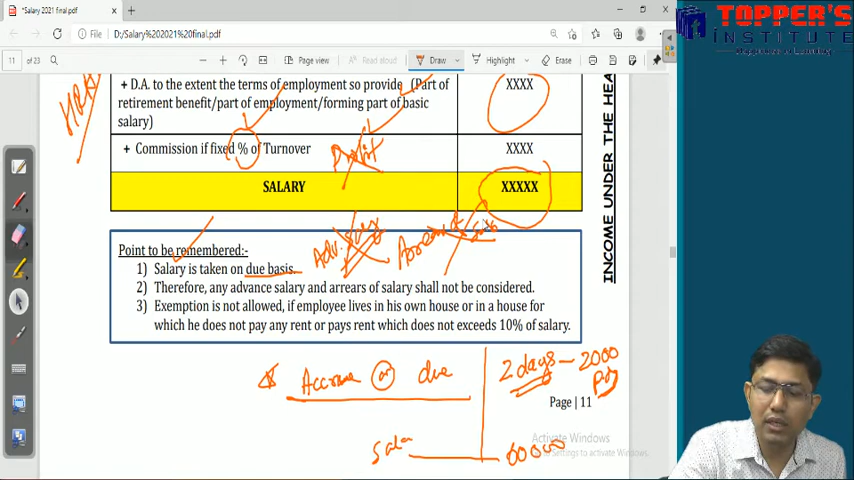 *Salary 2021 final.pdf
File
D:/Salary%202021%20final.pdf
TOPPER'S
INSTITUTE
11 of 23
Page view
Read aloud
Draw
Highlight
Erase
HRA
+ D.A. to the extent the terms of employment so provide (Part of XXXX
retirement benefit/part of employment/forming part of basic
salary)
+ Commission if fixed % of Turnover XXXX
Profit
SALARY XXXXX
Point to be remembered:-
1) Salary is taken on due basis.
2) Therefore, any advance salary and arrears of salary shall not be considered.
3) Exemption is not allowed, if employee lives in his own house or in a house for
which he does not pay any rent or pays rent which does not exceeds 10% of salary.
Accrue or due
2 days – 2000
Page | 11
INCOME UNDER THE HEA
Activate Windows
to Settings to activate Windows.